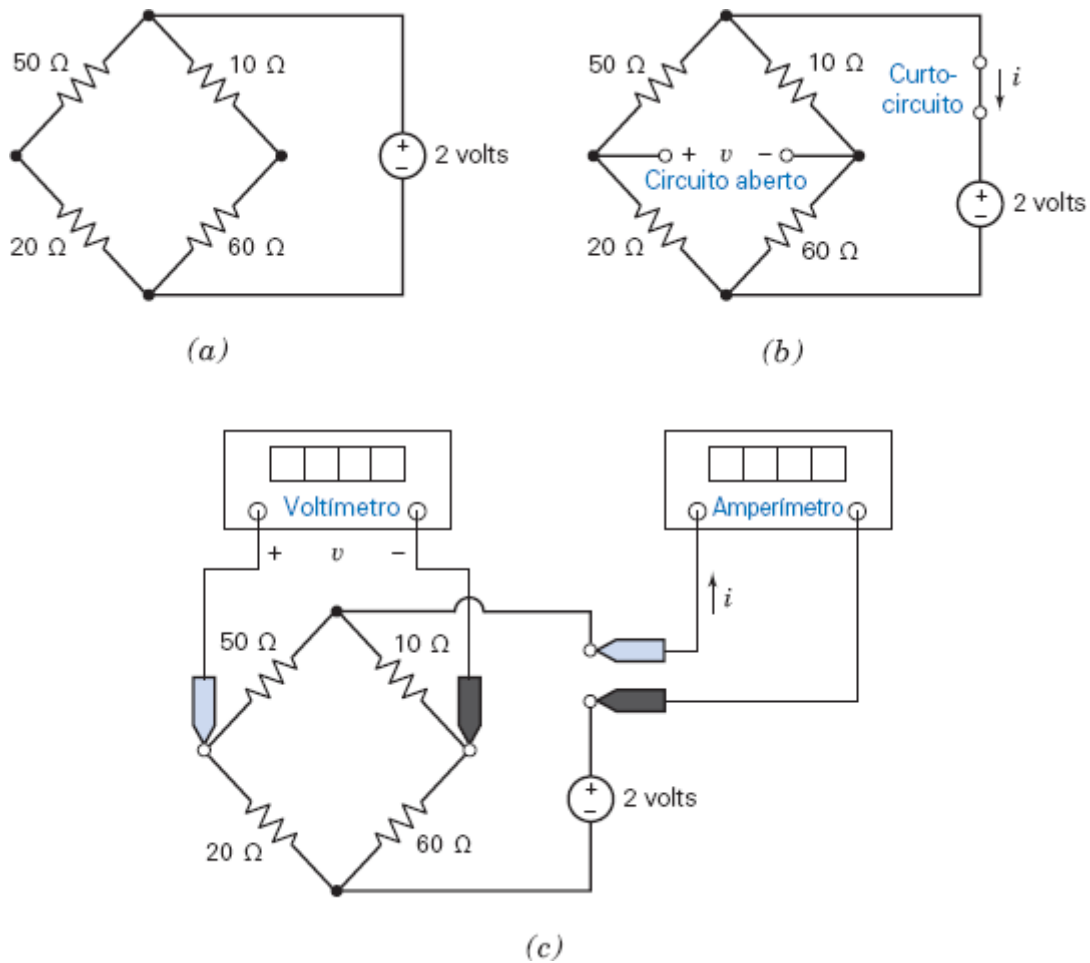 50 Ω
10 Ω
+
−
2 volts
20 Ω
60 Ω
(a)
50 Ω
10 Ω
Curto-
circuito
i
+ v −
Circuito aberto
+
−
2 volts
20 Ω
60 Ω
(b)
Voltímetro
+ v −
Amperímetro
i
50 Ω
10 Ω
+
−
2 volts
20 Ω
60 Ω
(c)